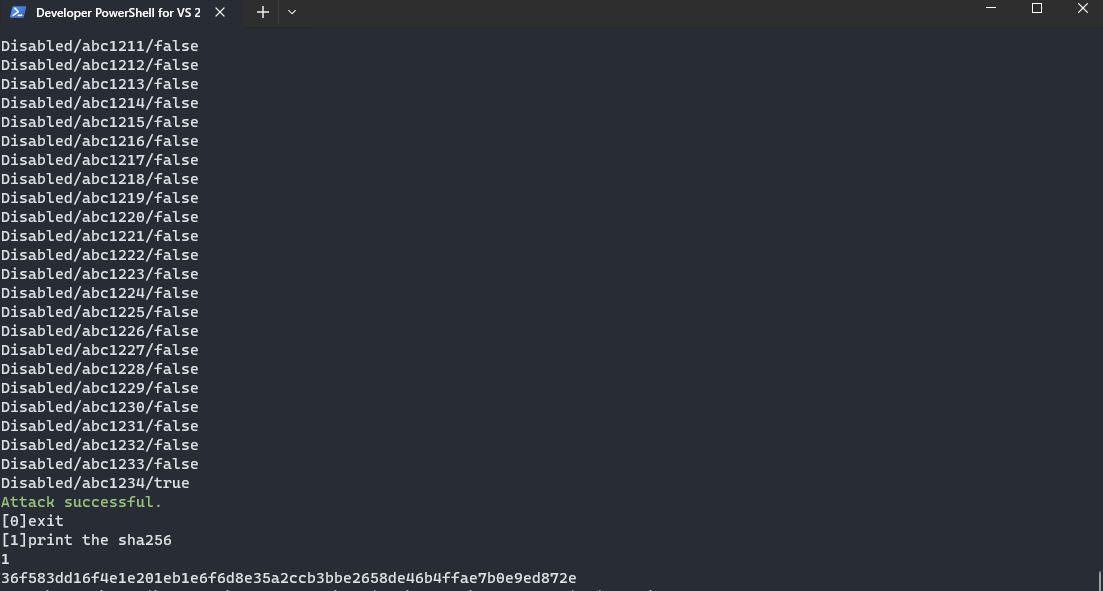 Developer PowerShell for VS 2
Disabled/abc1211/false
Disabled/abc1212/false
Disabled/abc1213/false
Disabled/abc1214/false
Disabled/abc1215/false
Disabled/abc1216/false
Disabled/abc1217/false
Disabled/abc1218/false
Disabled/abc1219/false
Disabled/abc1220/false
Disabled/abc1221/false
Disabled/abc1222/false
Disabled/abc1223/false
Disabled/abc1224/false
Disabled/abc1225/false
Disabled/abc1226/false
Disabled/abc1227/false
Disabled/abc1228/false
Disabled/abc1229/false
Disabled/abc1230/false
Disabled/abc1231/false
Disabled/abc1232/false
Disabled/abc1233/false
Disabled/abc1234/true
Attack successful.
[0]exit
[1]print the sha256
1
36f583dd16f4e1e201eb1e6f6d8e35a2ccb3bbe2658de46b4ffae7b0e9ed872e